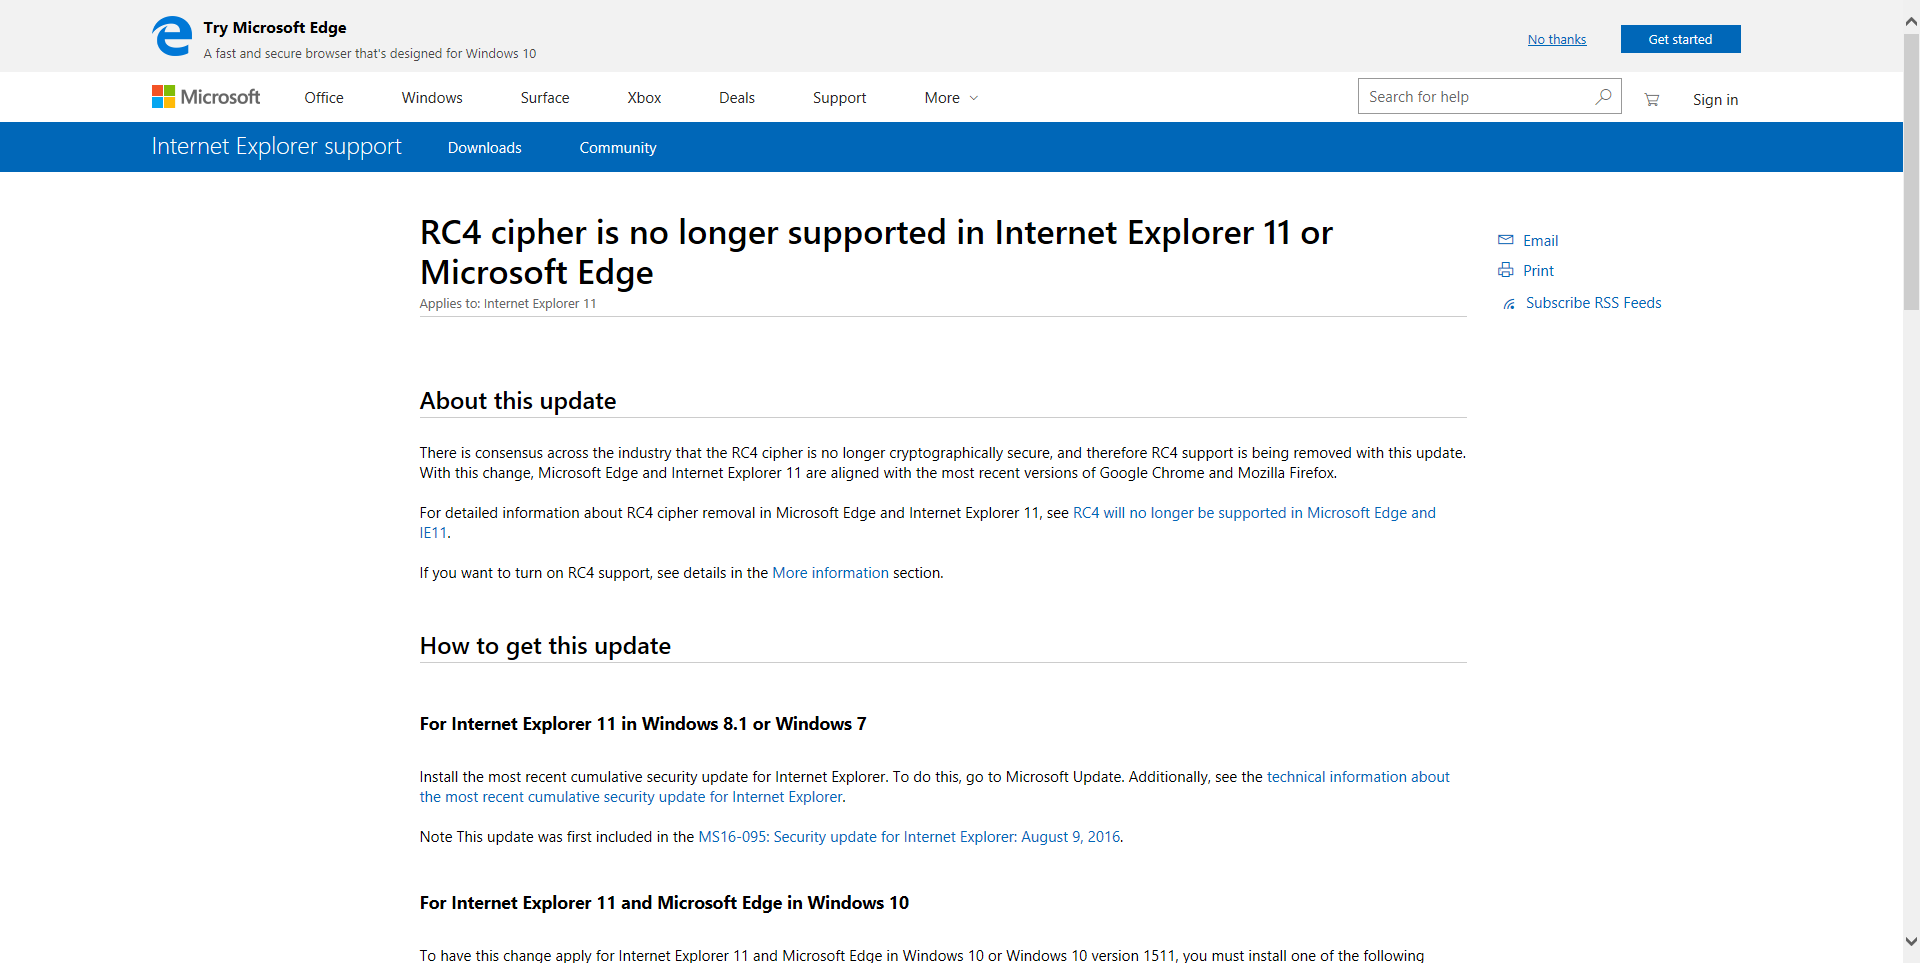 Try Microsoft Edge
A fast and secure browser that's designed for Windows 10
No thanks
Get started
Microsoft
Office
Windows
Surface
Xbox
Deals
Support
More
Search for help
Sign in
Internet Explorer support
Downloads
Community
RC4 cipher is no longer supported in Internet Explorer 11 or
Microsoft Edge
Applies to: Internet Explorer 11
Email
Print
Subscribe RSS Feeds
About this update
There is consensus across the industry that the RC4 cipher is no longer cryptographically secure, and therefore RC4 support is being removed with this update.
With this change, Microsoft Edge and Internet Explorer 11 are aligned with the most recent versions of Google Chrome and Mozilla Firefox.
For detailed information about RC4 cipher removal in Microsoft Edge and Internet Explorer 11, see RC4 will no longer be supported in Microsoft Edge and
IE11.
If you want to turn on RC4 support, see details in the More information section.
How to get this update
For Internet Explorer 11 in Windows 8.1 or Windows 7
Install the most recent cumulative security update for Internet Explorer. To do this, go to Microsoft Update. Additionally, see the technical information about
the most recent cumulative security update for Internet Explorer.
Note This update was first included in the MS16-095: Security update for Internet Explorer: August 9, 2016.
For Internet Explorer 11 and Microsoft Edge in Windows 10
To have this change apply for Internet Explorer 11 and Microsoft Edge in Windows 10 or Windows 10 version 1511, you must install one of the following